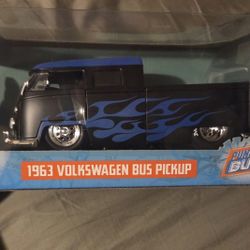 1963 VOLKSWAGEN BUS PICKUP